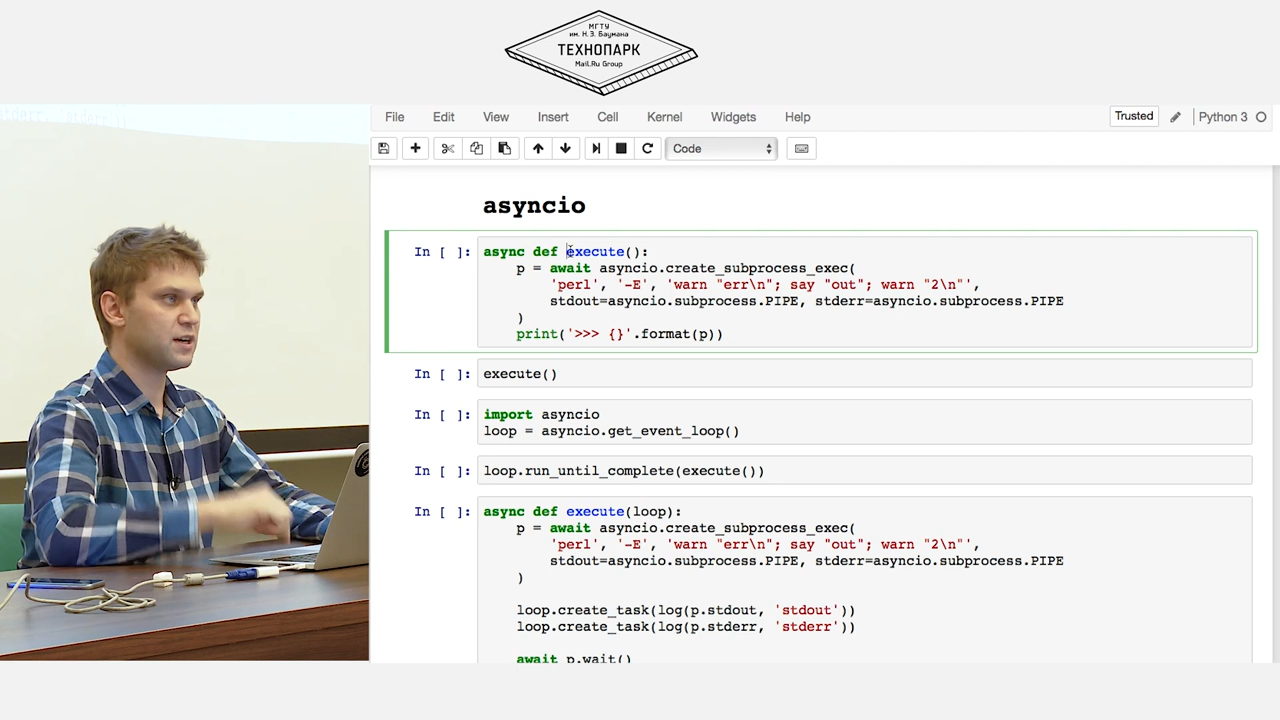 МГТУ
им. Н.Э. Баумана
ТЕХНОПАРК
Mail.Ru Group
File Edit View Insert Cell Kernel Widgets Help
Trusted Python 3
Code
asyncio
In [ ]: async def execute():
    p = await asyncio.create_subprocess_exec(
        'perl', '-E', 'warn "err\n"; say "out"; warn "2\n"',
        stdout=asyncio.subprocess.PIPE, stderr=asyncio.subprocess.PIPE
    )
    print('>>> {}'.format(p))
In [ ]: execute()
In [ ]: import asyncio
loop = asyncio.get_event_loop()
In [ ]: loop.run_until_complete(execute())
In [ ]: async def execute(loop):
    p = await asyncio.create_subprocess_exec(
        'perl', '-E', 'warn "err\n"; say "out"; warn "2\n"',
        stdout=asyncio.subprocess.PIPE, stderr=asyncio.subprocess.PIPE
    )
    loop.create_task(log(p.stdout, 'stdout'))
    loop.create_task(log(p.stderr, 'stderr'))
    await p.wait()